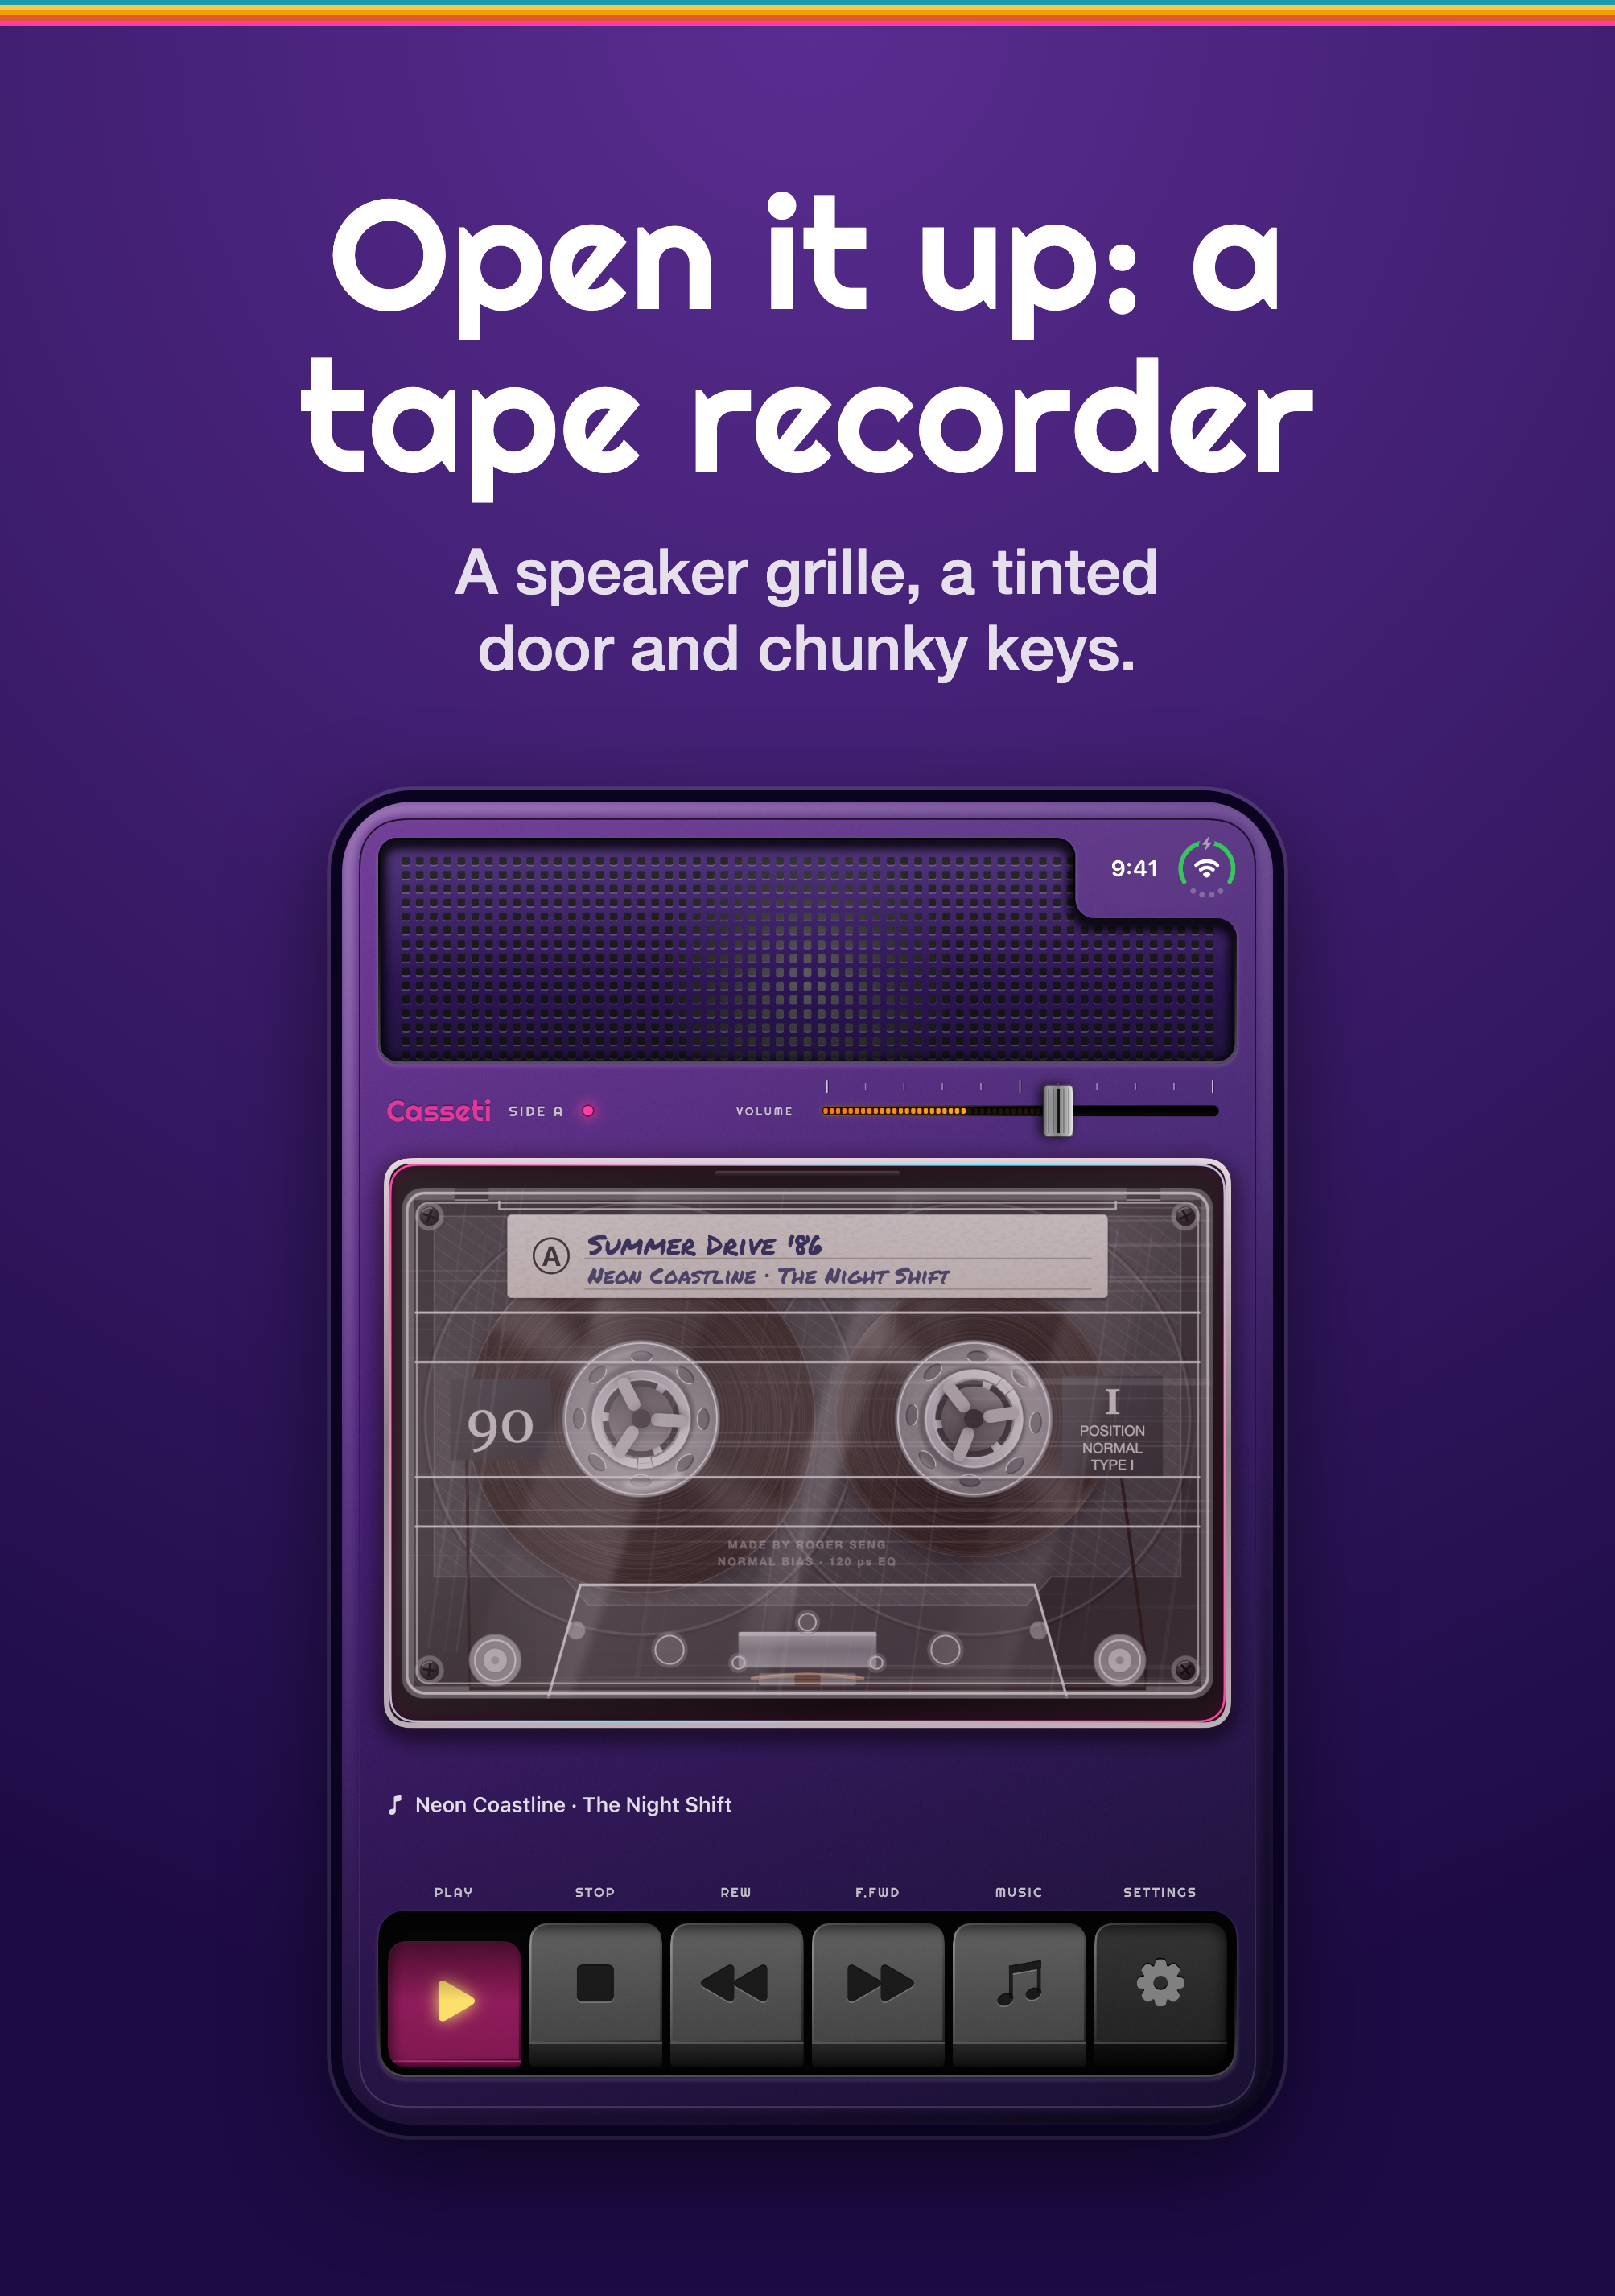 Open it up: a
tape recorder
A speaker grille, a tinted
door and chunky keys.
9:41
Casseti SIDE A
VOLUME
A
SUMMER DRIVE '86
NEON COASTLINE · THE NIGHT SHIFT
90
I
POSITION
NORMAL
TYPE I
MADE BY ROGER SENG
NORMAL BIAS · 120 µs EQ
Neon Coastline · The Night Shift
PLAY STOP REW F.FWD MUSIC SETTINGS